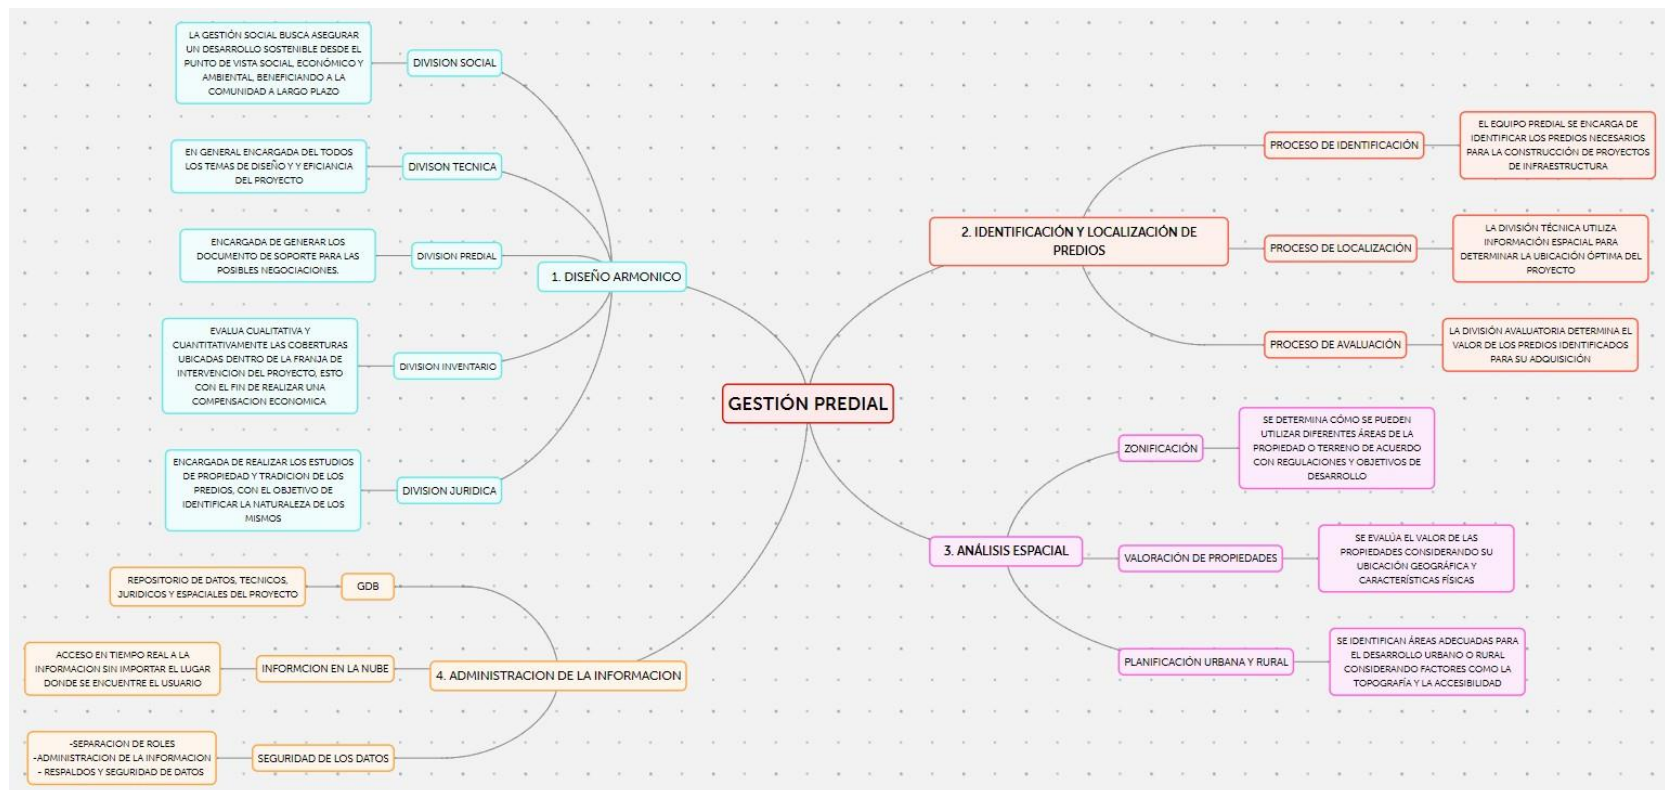 GESTIÓN PREDIAL
1. DISEÑO ARMONICO
DIVISION SOCIAL
LA GESTIÓN SOCIAL BUSCA ASEGURAR
UN DESARROLLO SOSTENIBLE DESDE EL
PUNTO DE VISTA SOCIAL, ECONÓMICO Y
AMBIENTAL, BENEFICIANDO A LA
COMUNIDAD A LARGO PLAZO
DIVISON TECNICA
EN GENERAL ENCARGADA DEL TODOS
LOS TEMAS DE DISEÑO Y Y EFICIANCIA
DEL PROYECTO
DIVISION PREDIAL
ENCARGADA DE GENERAR LOS
DOCUMENTO DE SOPORTE PARA LAS
POSIBLES NEGOCIACIONES.
DIVISION INVENTARIO
EVALUA CUALITATIVA Y
CUANTITATIVAMENTE LAS COBERTURAS
UBICADAS DENTRO DE LA FRANJA DE
INTERVENCION DEL PROYECTO, ESTO
CON EL FIN DE REALIZAR UNA
COMPENSACION ECONOMICA
DIVISION JURIDICA
ENCARGADA DE REALIZAR LOS ESTUDIOS
DE PROPIEDAD Y TRADICION DE LOS
PREDIOS, CON EL OBJETIVO DE
IDENTIFICAR LA NATURALEZA DE LOS
MISMOS
2. IDENTIFICACIÓN Y LOCALIZACIÓN DE
PREDIOS
PROCESO DE IDENTIFICACIÓN
EL EQUIPO PREDIAL SE ENCARGA DE
IDENTIFICAR LOS PREDIOS NECESARIOS
PARA LA CONSTRUCCIÓN DE PROYECTOS
DE INFRAESTRUCTURA
PROCESO DE LOCALIZACIÓN
LA DIVISIÓN TÉCNICA UTILIZA
INFORMACIÓN ESPACIAL PARA
DETERMINAR LA UBICACIÓN ÓPTIMA DEL
PROYECTO
PROCESO DE AVALUACIÓN
LA DIVISIÓN AVALUATORIA DETERMINA EL
VALOR DE LOS PREDIOS IDENTIFICADOS
PARA SU ADQUISICIÓN
3. ANÁLISIS ESPACIAL
ZONIFICACIÓN
SE DETERMINA CÓMO SE PUEDEN
UTILIZAR DIFERENTES ÁREAS DE LA
PROPIEDAD O TERRENO DE ACUERDO
CON REGULACIONES Y OBJETIVOS DE
DESARROLLO
VALORACIÓN DE PROPIEDADES
SE EVALÚA EL VALOR DE LAS
PROPIEDADES CONSIDERANDO SU
UBICACIÓN GEOGRÁFICA Y
CARACTERÍSTICAS FÍSICAS
PLANIFICACIÓN URBANA Y RURAL
SE IDENTIFICAN ÁREAS ADECUADAS PARA
EL DESARROLLO URBANO O RURAL
CONSIDERANDO FACTORES COMO LA
TOPOGRAFÍA Y LA ACCESIBILIDAD
4. ADMINISTRACION DE LA INFORMACION
GDB
REPOSITORIO DE DATOS, TECNICOS,
JURIDICOS Y ESPACIALES DEL PROYECTO
INFORMCION EN LA NUBE
ACCESO EN TIEMPO REAL A LA
INFORMACION SIN IMPORTAR EL LUGAR
DONDE SE ENCUENTRE EL USUARIO
SEGURIDAD DE LOS DATOS
-SEPARACION DE ROLES
-ADMINISTRACION DE LA INFORMACION
- RESPALDOS Y SEGURIDAD DE DATOS